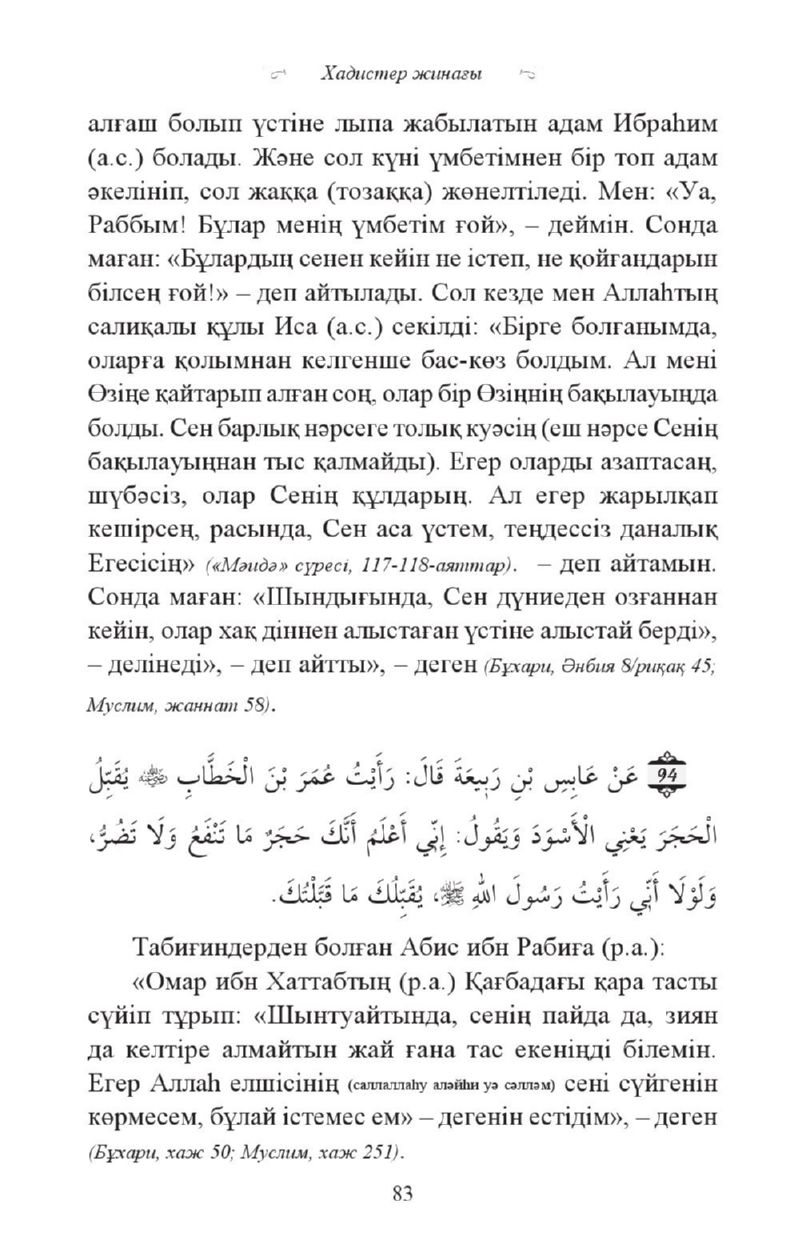 Хадистер жинағы
алғаш болып үстіне лыпа жабылатын адам Ибраһим
(а.с.) болады. Және сол күні үмбетімнен бір топ адам
әкелініп, сол жаққа (тозаққа) жөнелтіледі. Мен: «Уа,
Раббым! Бұлар менің үмбетім ғой», – деймін. Сонда
маған: «Бұлардың сенен кейін не істеп, не қойғандарын
білсең ғой!» – деп айтылады. Сол кезде мен Аллаһтың
салиқалы құлы Иса (а.с.) секілді: «Бірге болғанымда,
оларға қолымнан келгенше бас-көз болдым. Ал мені
Өзіңе қайтарып алған соң, олар бір Өзіңнің бақылауыңда
болды. Сен барлық нәрсеге толық куәсің (еш нәрсе Сенің
бақылауыңнан тыс қалмайды). Егер оларды азаптасаң,
шүбәсіз, олар Сенің құлдарың. Ал егер жарылқап
кешірсең, расында, Сен аса үстем, теңдессіз даналық
Егесісің» («Мәидә» сүресі, 117-118-аяттар). – деп айтамын.
Сонда маған: «Шындығында, Сен дүниеден озғаннан
кейін, олар хақ діннен алыстаған үстіне алыстай берді»,
– делінеді», – деп айтты», – деген (Бұхари, Әнбия 8/риқақ 45;
Муслим, жаннат 58).
94 عَنْ عَابِسِ بْنِ رَبِيعَةَ قَالَ: رَأَيْتُ عُمَرَ بْنَ الْخَطَّابِ ﷺ يُقَبِّلُ
الْحَجَرَ يَعْنِي الْأَسْوَدَ وَيَقُولُ: إِنِّي أَعْلَمُ أَنَّكَ حَجَرٌ مَا تَنْفَعُ وَلَا تَضُرُّ،
وَلَوْلَا أَنِّي رَأَيْتُ رَسُولَ اللهِ ﷺ، يُقَبِّلُكَ مَا قَبَّلْتُكَ.
Табиғиндерден болған Абис ибн Рабиға (р.а.):
«Омар ибн Хаттабтың (р.а.) Қағбадағы қара тасты
сүйіп тұрып: «Шынтуайтында, сенің пайда да, зиян
да келтіре алмайтын жай ғана тас екеніңді білемін.
Егер Аллаһ елшісінің (саллаллаһу аләйһи уә сәлләм) сені сүйгенін
көрмесем, бұлай істемес ем» – дегенін естідім», – деген
(Бұхари, хаж 50; Муслим, хаж 251).
83